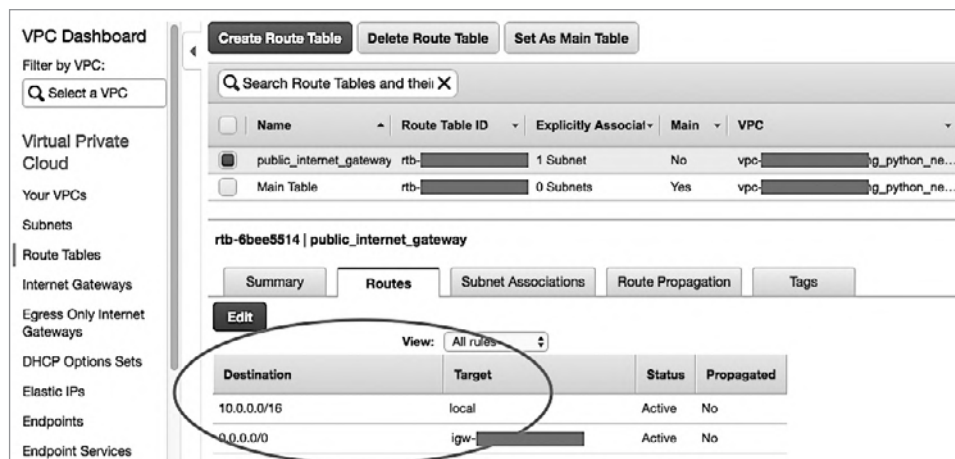 VPC Dashboard
Filter by VPC:
Select a VPC
Virtual Private
Cloud
Your VPCs
Subnets
Route Tables
Internet Gateways
Egress Only Internet
Gateways
DHCP Options Sets
Elastic IPs
Endpoints
Endpoint Services
Create Route Table Delete Route Table Set As Main Table
Search Route Tables and thei X
Name Route Table ID Explicitly Associat Main VPC
public_internet_gateway rtb- 1 Subnet No vpc- ng_python_ne...
Main Table rtb- 0 Subnets Yes vpc- ng_python_ne...
rtb-6bee5514 | public_internet_gateway
Summary Routes Subnet Associations Route Propagation Tags
Edit
View: All rules
Destination Target Status Propagated
10.0.0.0/16 local Active No
0.0.0.0/0 igw- Active No